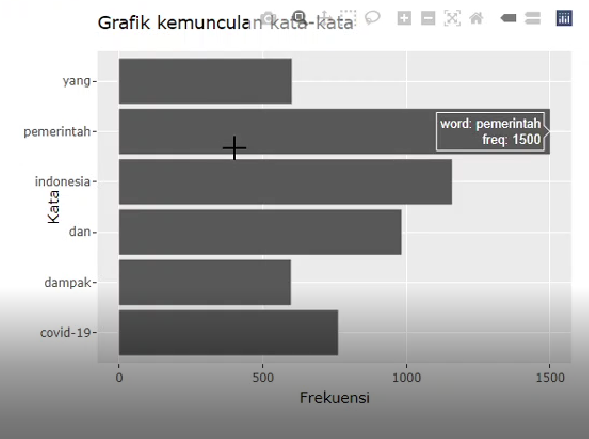 Grafik kemunculan kata-kata
yang
pemerintah
word: pemerintah
freq: 1500
indonesia
Kata
dan
dampak
covid-19
0 500 1000 1500
Frekuensi